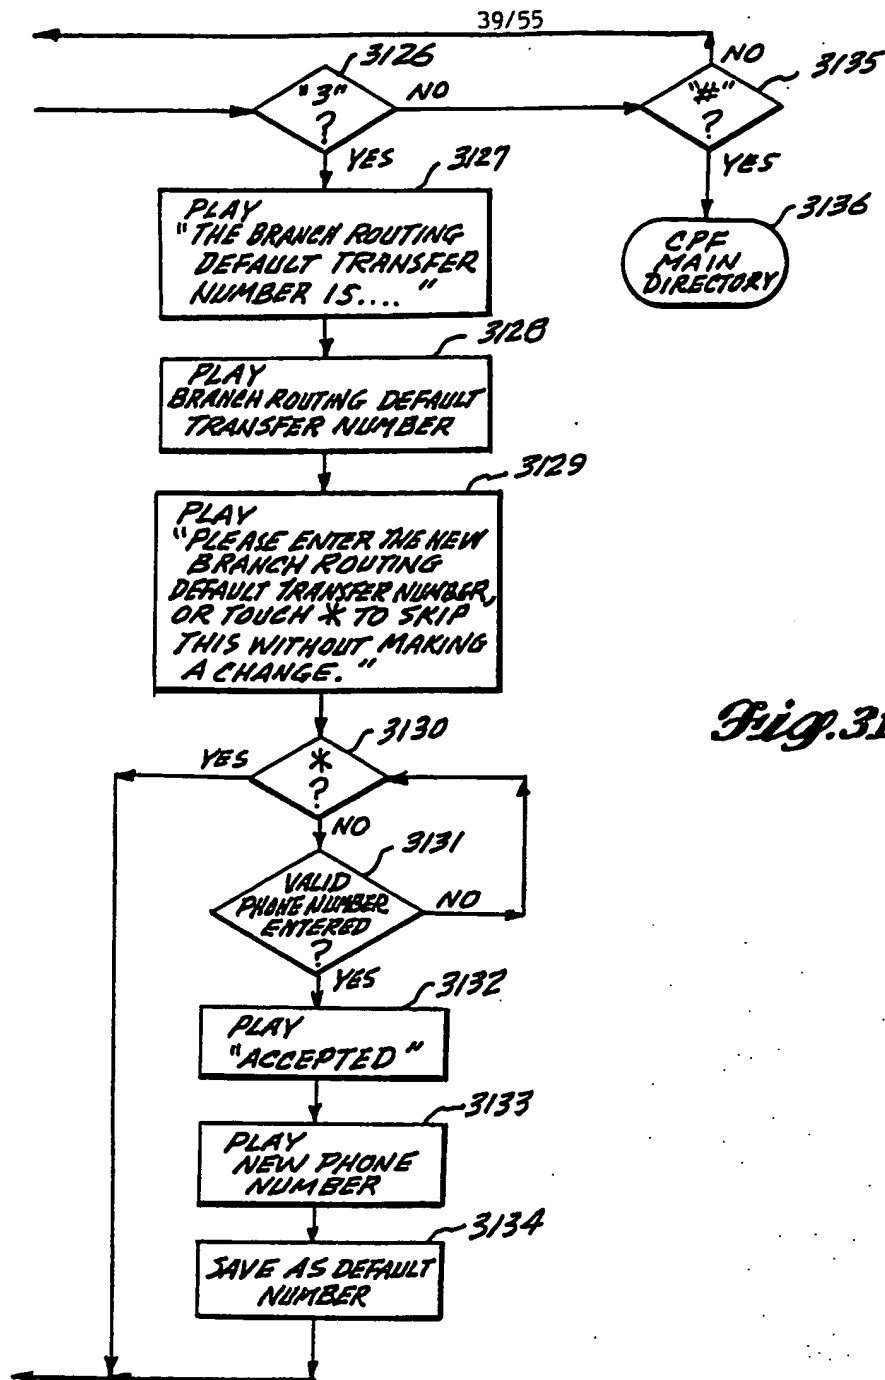 39/55
3126
"3"
?
NO
YES
NO
3135
"#"
?
YES
3127
PLAY
"THE BRANCH ROUTING
DEFAULT TRANSFER
NUMBER IS.... "
3136
CPF
MAIN
DIRECTORY
3128
PLAY
BRANCH ROUTING DEFAULT
TRANSFER NUMBER
3129
PLAY
"PLEASE ENTER THE NEW
BRANCH ROUTING
DEFAULT TRANSFER NUMBER,
OR TOUCH * TO SKIP
THIS WITHOUT MAKING
A CHANGE."
Fig.31
3130
YES
*
?
NO
3131
VALID
PHONE NUMBER
ENTERED
?
NO
YES
3132
PLAY
"ACCEPTED"
3133
PLAY
NEW PHONE
NUMBER
3134
SAVE AS DEFAULT
NUMBER